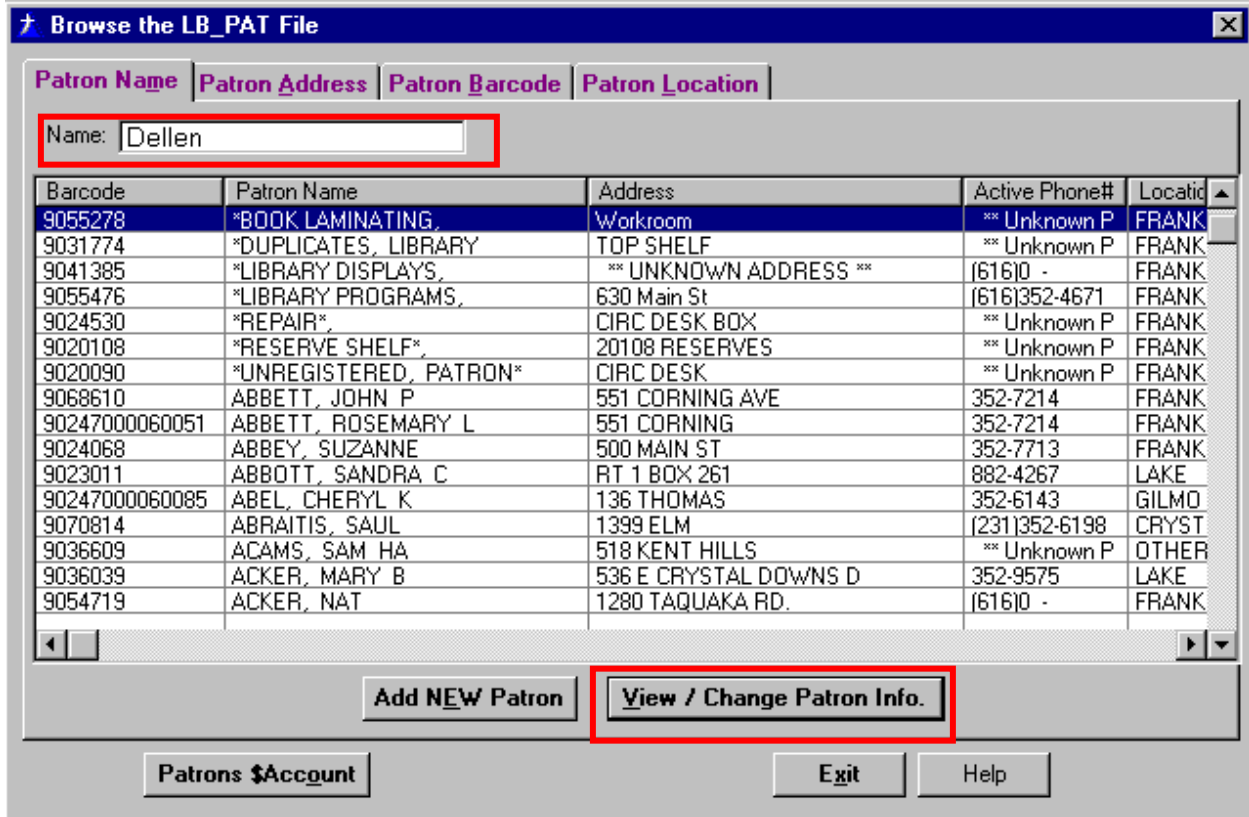 Browse the LB_PAT File
Patron Name Patron Address Patron Barcode Patron Location
Name: Dellen
Barcode Patron Name Address Active Phone# Locatio
9055278 *BOOK LAMINATING, Workroom ** Unknown P FRANK
9031774 *DUPLICATES, LIBRARY TOP SHELF ** Unknown P FRANK
9041385 *LIBRARY DISPLAYS, ** UNKNOWN ADDRESS ** (616)0 - FRANK
9055476 *LIBRARY PROGRAMS, 630 Main St (616)352-4671 FRANK
9024530 *REPAIR*, CIRC DESK BOX ** Unknown P FRANK
9020108 *RESERVE SHELF*, 20108 RESERVES ** Unknown P FRANK
9020090 *UNREGISTERED, PATRON* CIRC DESK ** Unknown P FRANK
9068610 ABBETT, JOHN P 551 CORNING AVE 352-7214 FRANK
90247000060051 ABBETT, ROSEMARY L 551 CORNING 352-7214 FRANK
9024068 ABBEY, SUZANNE 500 MAIN ST 352-7713 FRANK
9023011 ABBOTT, SANDRA C RT 1 BOX 261 882-4267 LAKE
90247000060085 ABEL, CHERYL K 136 THOMAS 352-6143 GILMO
9070814 ABRAITIS, SAUL 1399 ELM (231)352-6198 CRYST
9036609 ACAMS, SAM HA 518 KENT HILLS ** Unknown P OTHER
9036039 ACKER, MARY B 536 E CRYSTAL DOWNS D 352-9575 LAKE
9054719 ACKER, NAT 1280 TAQUAKA RD. (616)0 - FRANK
Add NEW Patron View / Change Patron Info.
Patrons $Account Exit Help